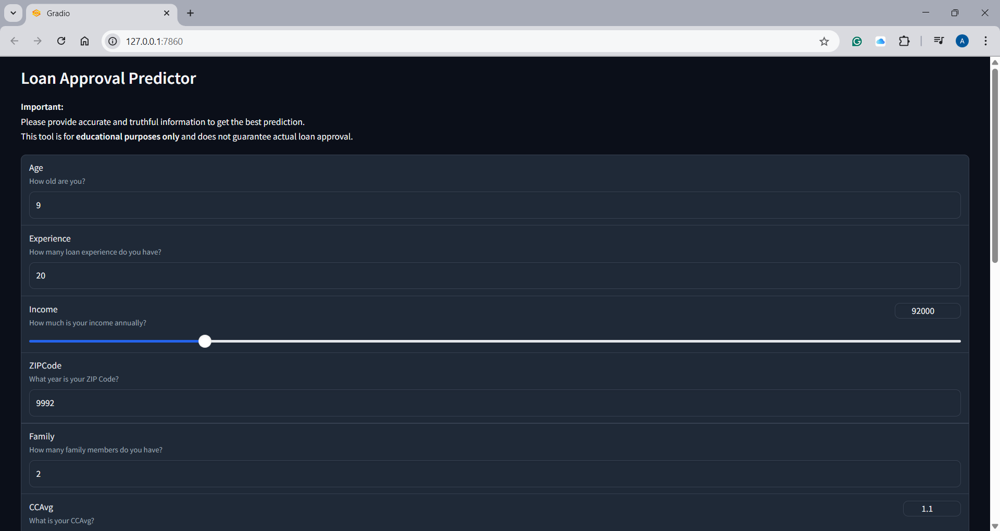 Gradio
127.0.0.1:7860
A
Loan Approval Predictor
Important:
Please provide accurate and truthful information to get the best prediction.
This tool is for educational purposes only and does not guarantee actual loan approval.
Age
How old are you?
9
Experience
How many loan experience do you have?
20
Income
92000
How much is your income annually?
ZIPCode
What year is your ZIP Code?
9992
Family
How many family members do you have?
2
CCAvg
1.1
What is your CCAvg?